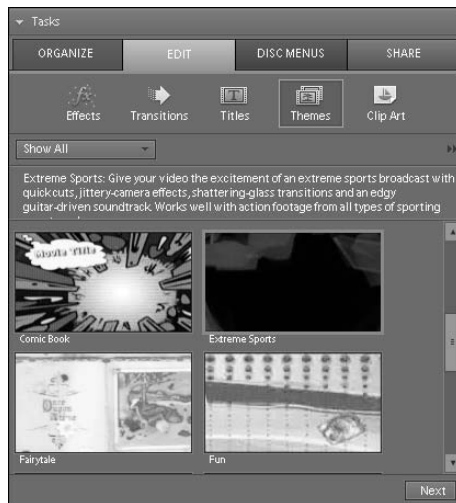 Tasks
ORGANIZE EDIT DISC MENUS SHARE
Effects Transitions Titles Themes Clip Art
Show All
Extreme Sports: Give your video the excitement of an extreme sports broadcast with
quick cuts, jittery-camera effects, shattering-glass transitions and an edgy
guitar-driven soundtrack. Works well with action footage from all types of sporting
Movie Title
Comic Book Extreme Sports
Fairytale Fun
Next